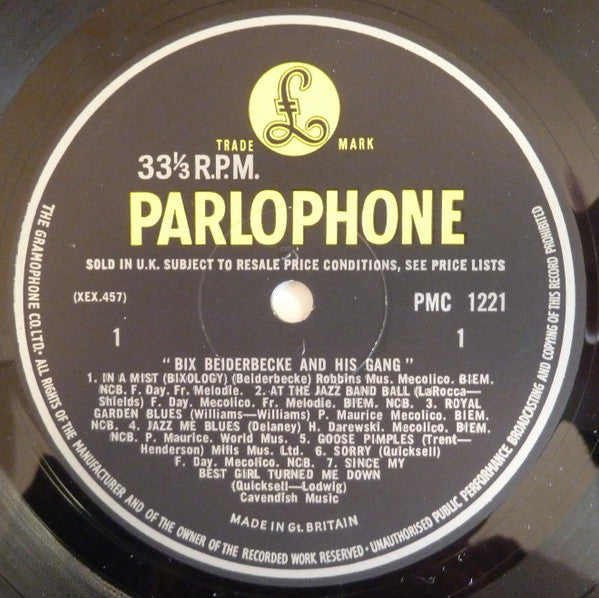 £
TRADE MARK
33⅓ R.P.M.
PARLOPHONE
SOLD IN U.K. SUBJECT TO RESALE PRICE CONDITIONS, SEE PRICE LISTS
(XEX.457) PMC 1221
1 1
"BIX BEIDERBECKE AND HIS GANG"
1. IN A MIST (BIXOLOGY) (Beiderbecke) Robbins Mus. Mecolico. BIEM.
NCB. F. Day. Fr. Melodie. 2. AT THE JAZZ BAND BALL (LaRocca—
Shields) F. Day. Mecolico. Fr. Melodie. BIEM. NCB. 3. ROYAL
GARDEN BLUES (Williams—Williams) P. Maurice Mecolico. BIEM.
NCB. 4. JAZZ ME BLUES (Delaney) H. Darewski. Mecolico. BIEM.
NCB. P. Maurice. World Mus. 5. GOOSE PIMPLES (Trent—
Henderson) Mills Mus. Ltd. 6. SORRY (Quicksell)
F. Day. Mecolico. NCB. 7. SINCE MY
BEST GIRL TURNED ME DOWN
(Quicksell—Lodwig)
Cavendish Music
MADE IN Gt. BRITAIN
THE GRAMOPHONE CO. LTD. · ALL RIGHTS OF THE MANUFACTURER AND OF THE OWNER OF THE RECORDED WORK RESERVED · UNAUTHORISED PUBLIC PERFORMANCE BROADCASTING AND COPYING OF THIS RECORD PROHIBITED